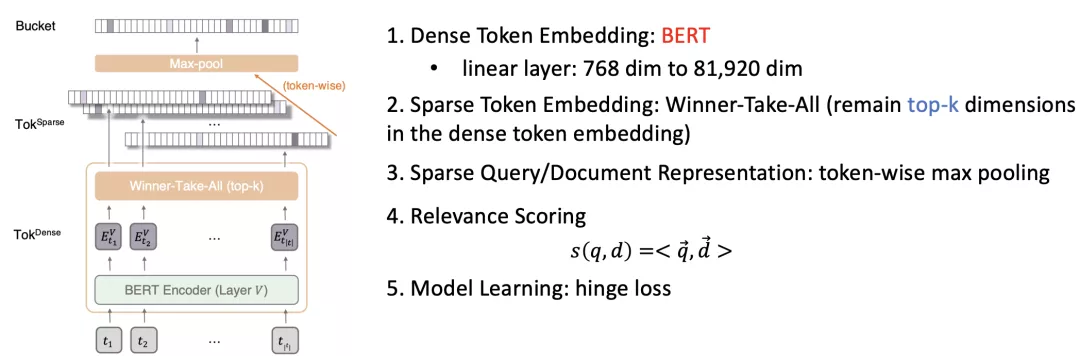 Bucket
Max-pool
(token-wise)
Tok^Sparse
...
Winner-Take-All (top-k)
Tok^Dense
E^V_{t_1} E^V_{t_2} ... E^V_{t_{|t|}}
BERT Encoder (Layer V)
t_1 t_2 ... t_{|t|}
1. Dense Token Embedding: BERT
• linear layer: 768 dim to 81,920 dim
2. Sparse Token Embedding: Winner-Take-All (remain top-k dimensions
in the dense token embedding)
3. Sparse Query/Document Representation: token-wise max pooling
4. Relevance Scoring
s(q, d) =< q⃗, d⃗ >
5. Model Learning: hinge loss